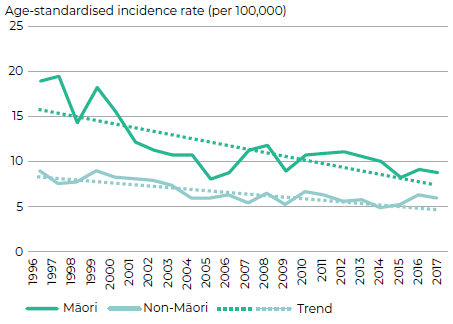 Age-standardised incidence rate (per 100,000)
25
20
15
10
5
0
1996 1997 1998 1999 2000 2001 2002 2003 2004 2005 2006 2007 2008 2009 2010 2011 2012 2013 2014 2015 2016 2017
Māori Non-Māori Trend